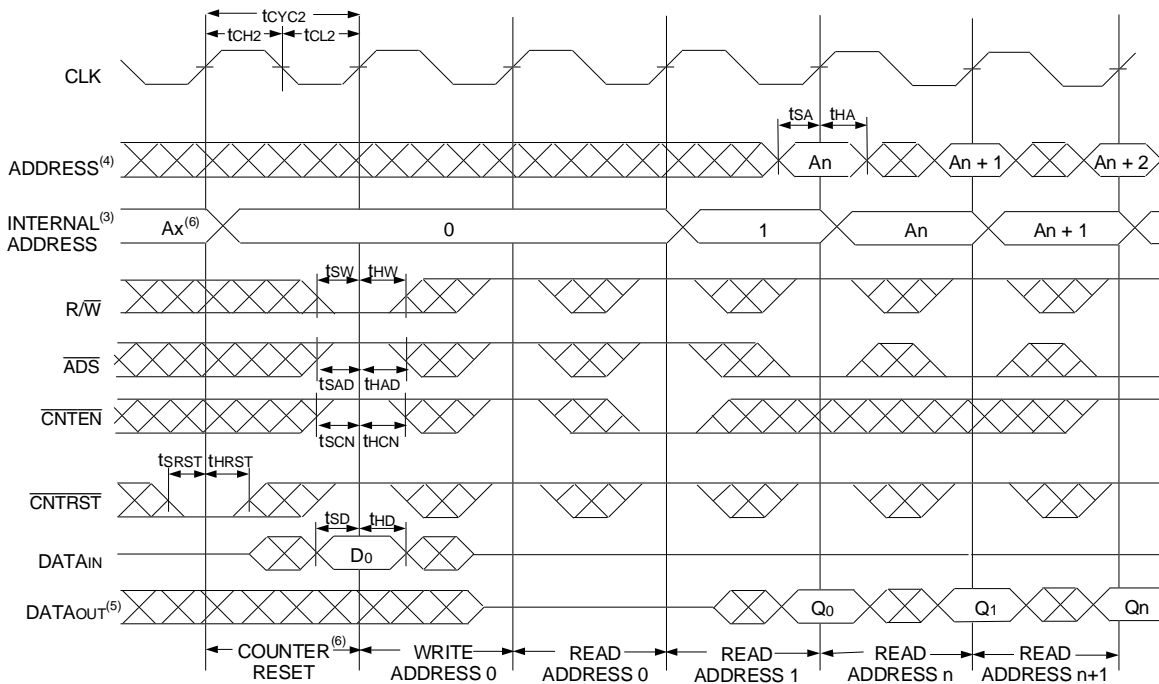 tCYC2
tCH2 tCL2
CLK
tSA tHA
ADDRESS(4) An An + 1 An + 2
INTERNAL(3)
ADDRESS Ax(6) 0 1 An An + 1
tSW tHW
R/W̅
A̅D̅S̅
tSAD tHAD
C̅N̅T̅E̅N̅
tSCN tHCN
tSRST tHRST
C̅N̅T̅R̅S̅T̅
tSD tHD
DATAIN D0
DATAOUT(5) Q0 Q1 Qn
COUNTER(6)
RESET
WRITE
ADDRESS 0
READ
ADDRESS 0
READ
ADDRESS 1
READ
ADDRESS n
READ
ADDRESS n+1